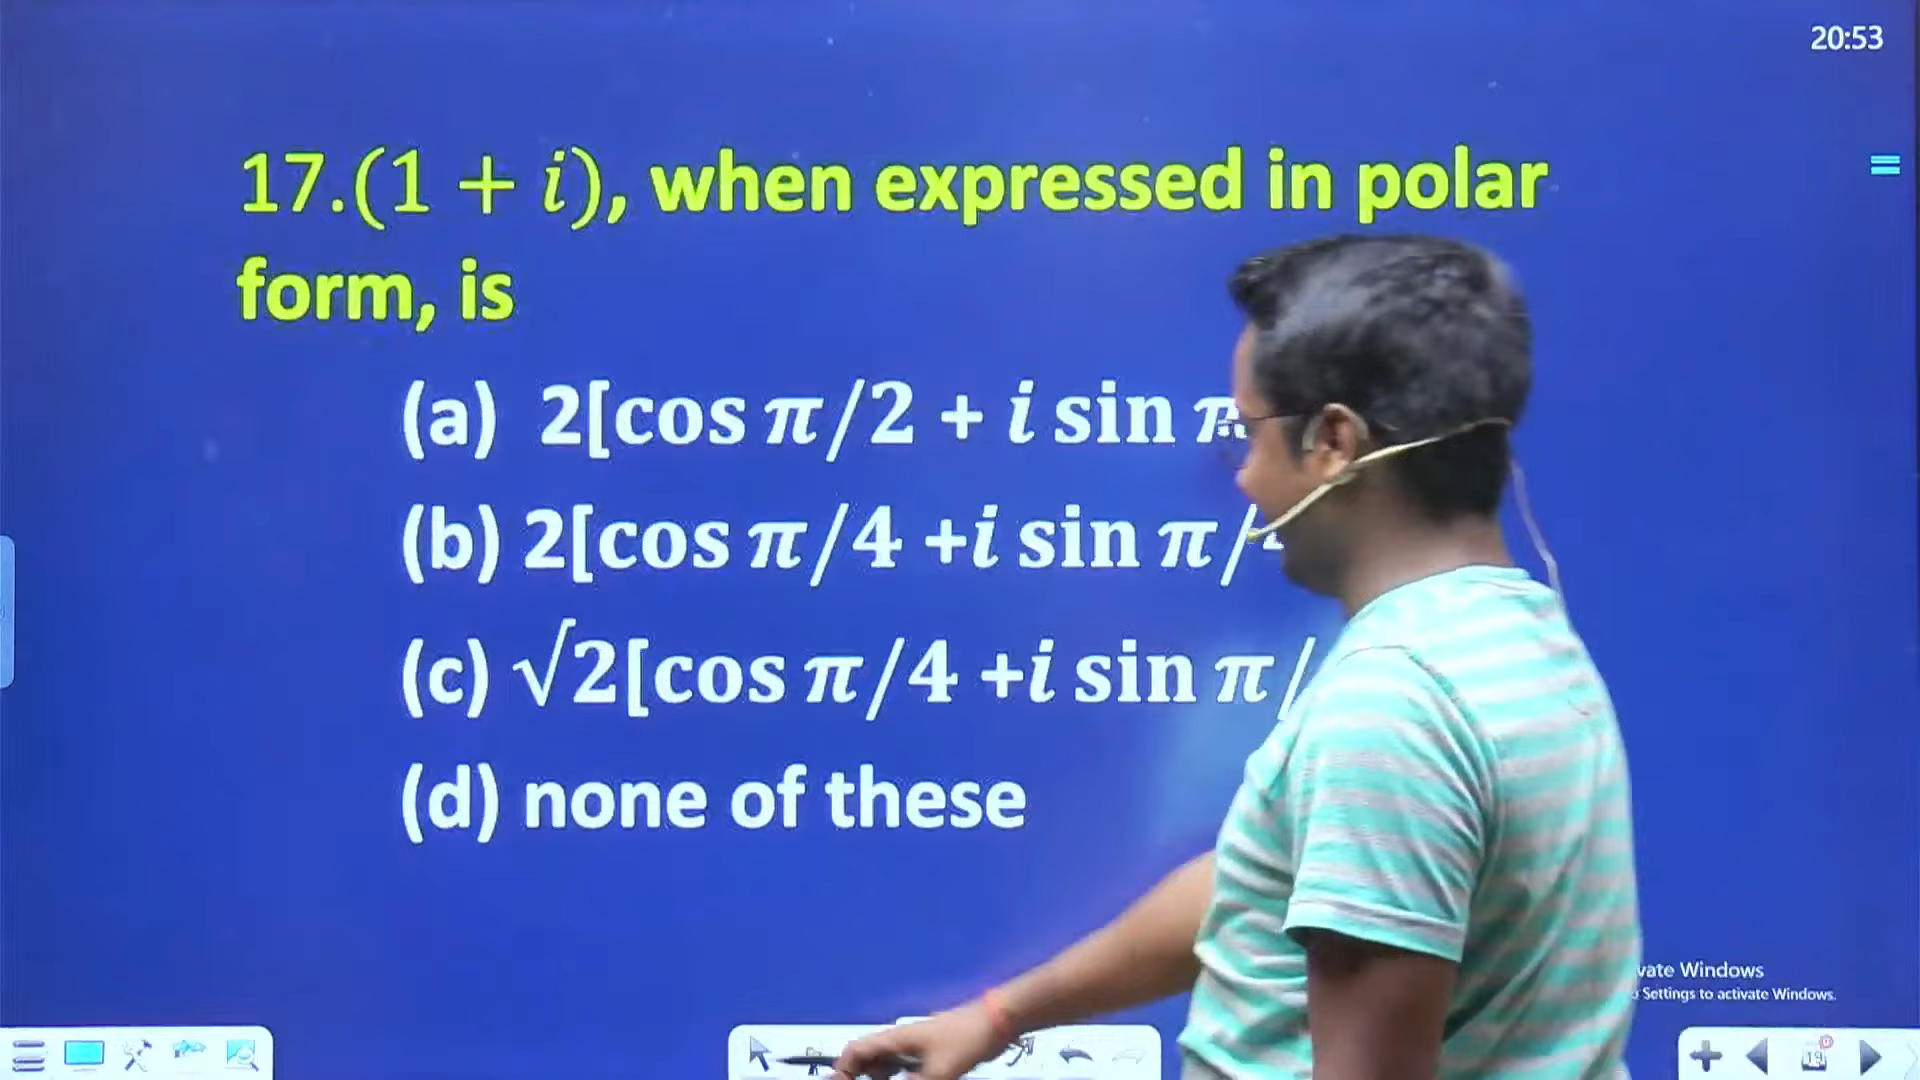 20:53
17.(1 + i), when expressed in polar
form, is
(a) 2[cos π/2 + i sin π
(b) 2[cos π/4 +i sin π/
(c) √2[cos π/4 +i sin π/
(d) none of these
Windows
Settings to activate Windows.
19